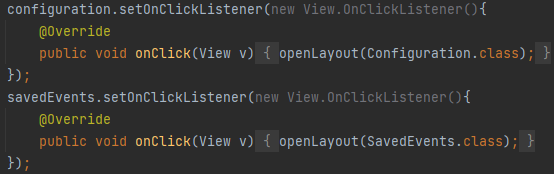 configuration.setOnClickListener(new View.OnClickListener(){
    @Override
    public void onClick(View v) { openLayout(Configuration.class); }
});
savedEvents.setOnClickListener(new View.OnClickListener(){
    @Override
    public void onClick(View v) { openLayout(SavedEvents.class); }
});